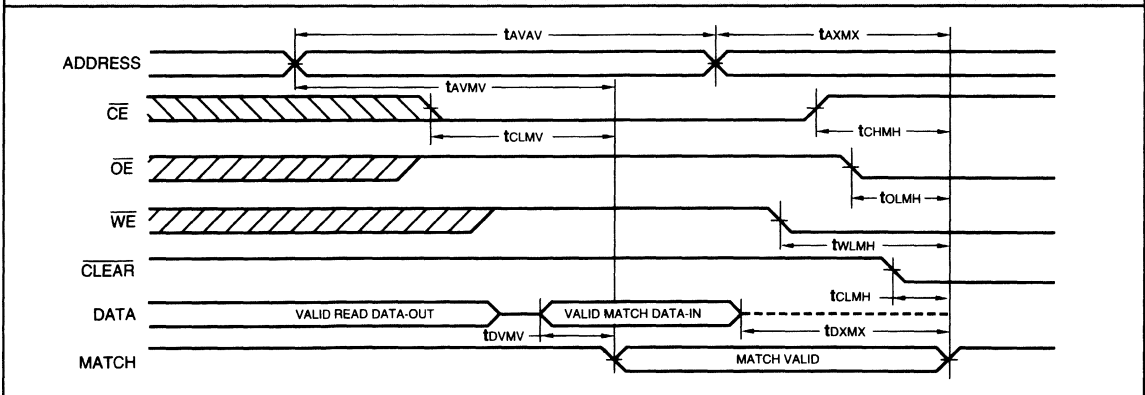 tAVAV
tAXMX
ADDRESS
tAVMV
CE
tCLMV
tCHMH
OE
tOLMH
WE
tWLMH
CLEAR
tCLMH
DATA
VALID READ DATA-OUT
VALID MATCH DATA-IN
tDVMV
tDXMX
MATCH
MATCH VALID